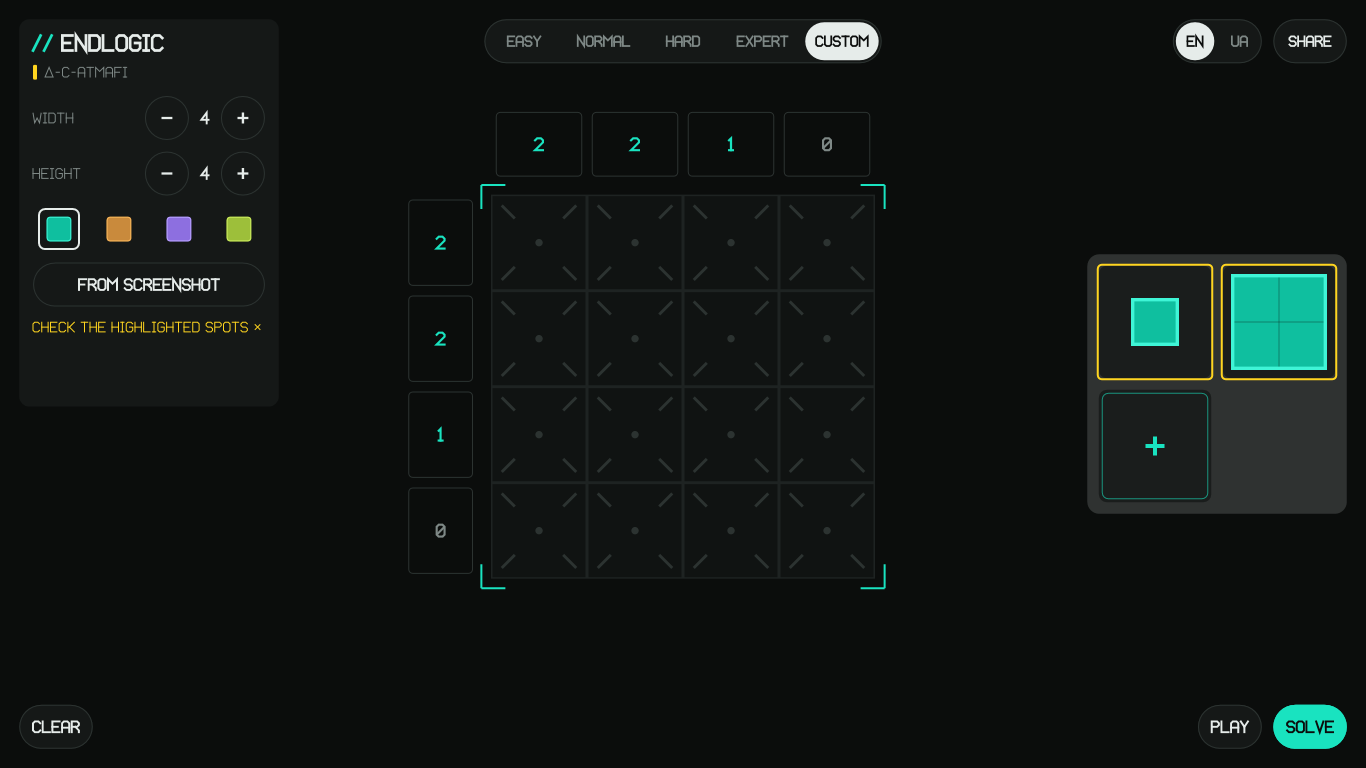 // ENDLOGIC
Δ-C-ATMAFI
WIDTH − 4 +
HEIGHT − 4 +
FROM SCREENSHOT
CHECK THE HIGHLIGHTED SPOTS ×
EASY NORMAL HARD EXPERT CUSTOM
EN UA SHARE
2 2 1 0
2
2
1
0
+
CLEAR
PLAY SOLVE